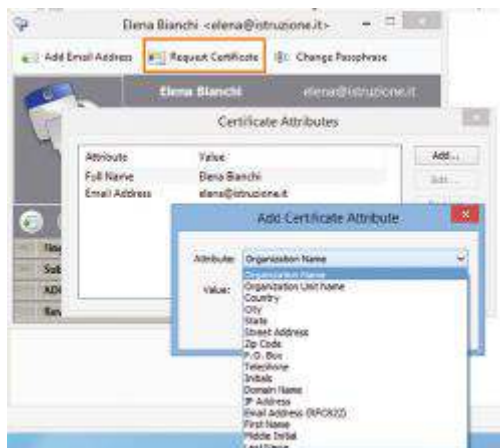 Elena Bianchi <elena@istruzione.it>
Add Email Address Request Certificate Change Passphrase
Elena Bianchi elena@istruzione.it
Certificate Attributes
Attribute Value
Full Name Elena Bianchi
Email Address elena@istruzione.it
Add...
Add Certificate Attribute
Attribute: Organization Name
Value:
Organization Name
Organization Unit Name
Country
City
State
Street Address
Zip Code
P.O. Box
Telephone
Initials
Domain Name
IP Address
Email Address (RFC822)
First Name
Middle Initial
Last Name